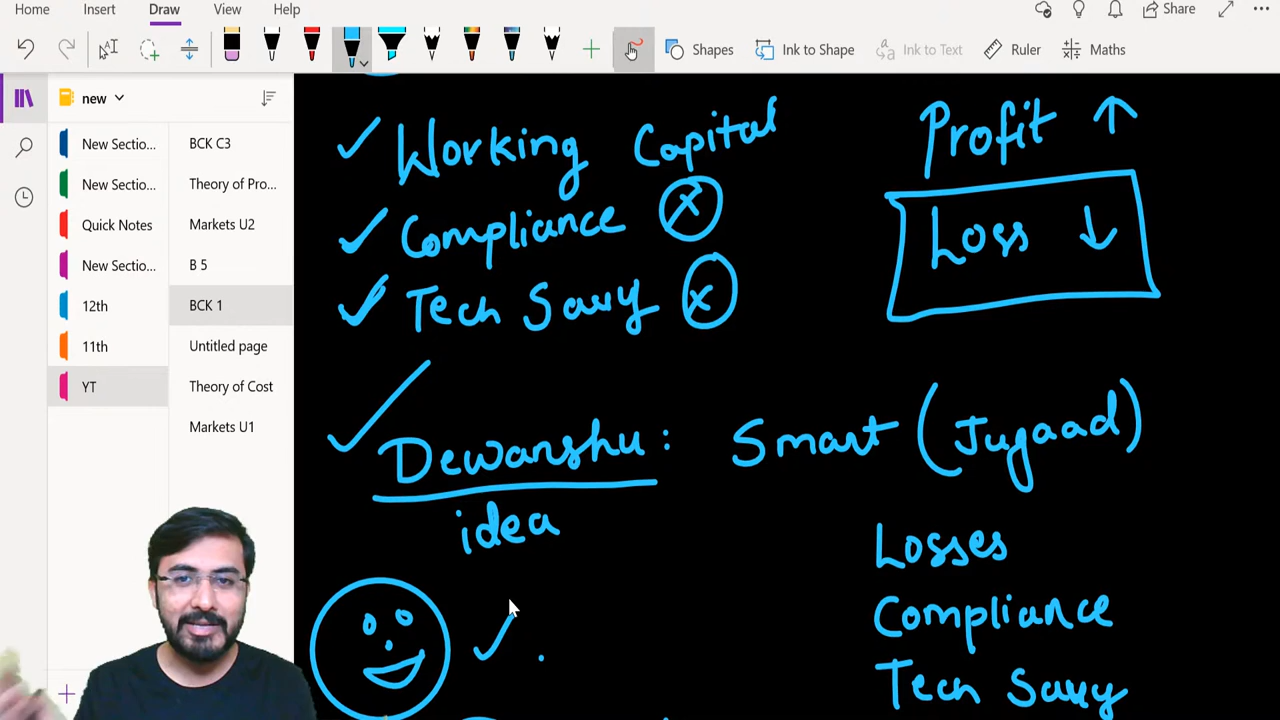 Home Insert Draw View Help Share
Shapes Ink to Shape Ink to Text Ruler Maths
new
New Sectio...
New Sectio...
Quick Notes
New Sectio...
12th
11th
YT
BCK C3
Theory of Pro...
Markets U2
B 5
BCK 1
Untitled page
Theory of Cost
Markets U1
Working Capital
Compliance
Tech Savvy
Profit ↑
Loss ↓
Dewanshu: Smart (Jugaad)
idea
Losses
Compliance
Tech Savvy